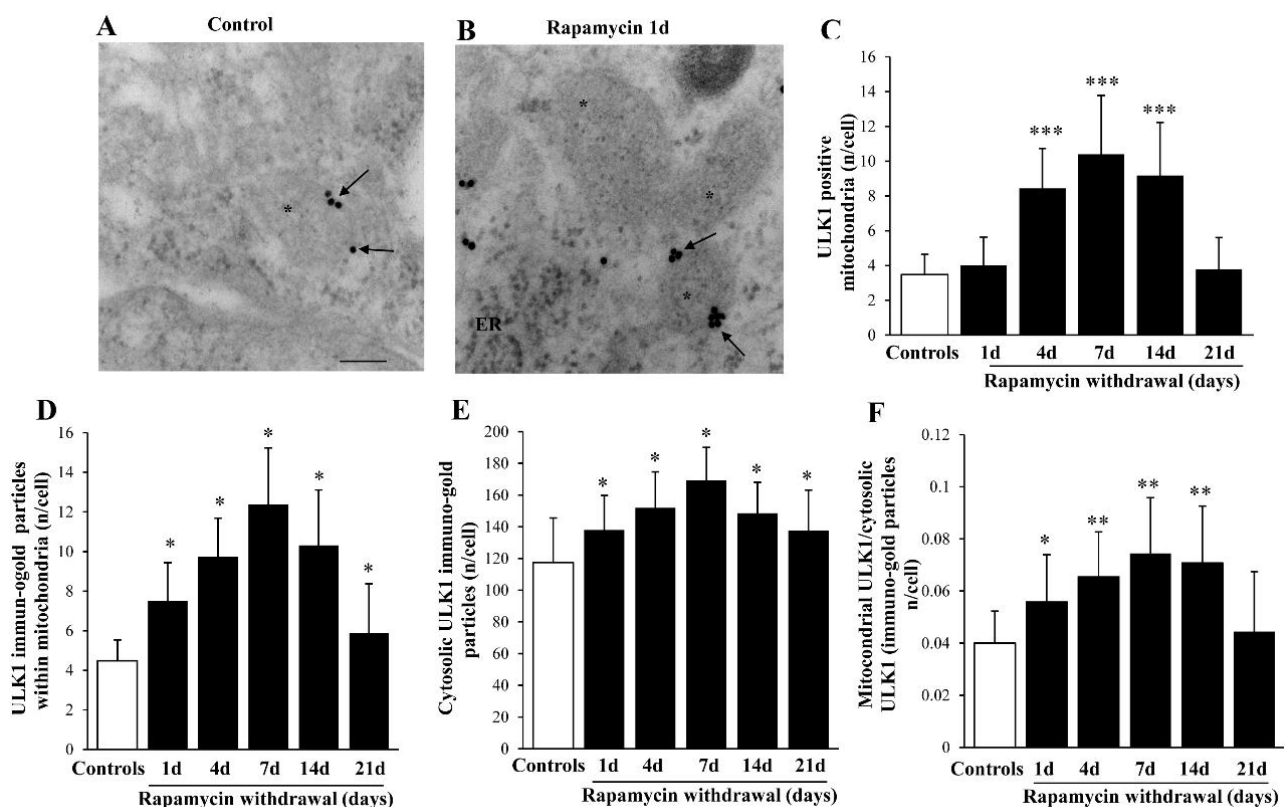 A
Control
B
Rapamycin 1d
*
*
*
*
ER
C
ULK1 positive
mitochondria (n/cell)
16
14
12
10
8
6
4
2
0
***
***
***
Controls 1d 4d 7d 14d 21d
Rapamycin withdrawal (days)
D
ULK1 immun-ogold particles
within mitochondria (n/cell)
16
14
12
10
8
6
4
2
0
*
*
*
*
*
Controls 1d 4d 7d 14d 21d
Rapamycin withdrawal (days)
E
Cytosolic ULK1 immuno-gold
particles (n/cell)
200
180
160
140
120
100
80
60
40
20
0
*
*
*
*
*
Controls 1d 4d 7d 14d 21d
Rapamycin withdrawal (days)
F
Mitocondrial ULK1/cytosolic
ULK1 (immuno-gold particles
n/cell)
0.12
0.1
0.08
0.06
0.04
0.02
0
*
**
**
**
Controls 1d 4d 7d 14d 21d
Rapamycin withdrawal (days)